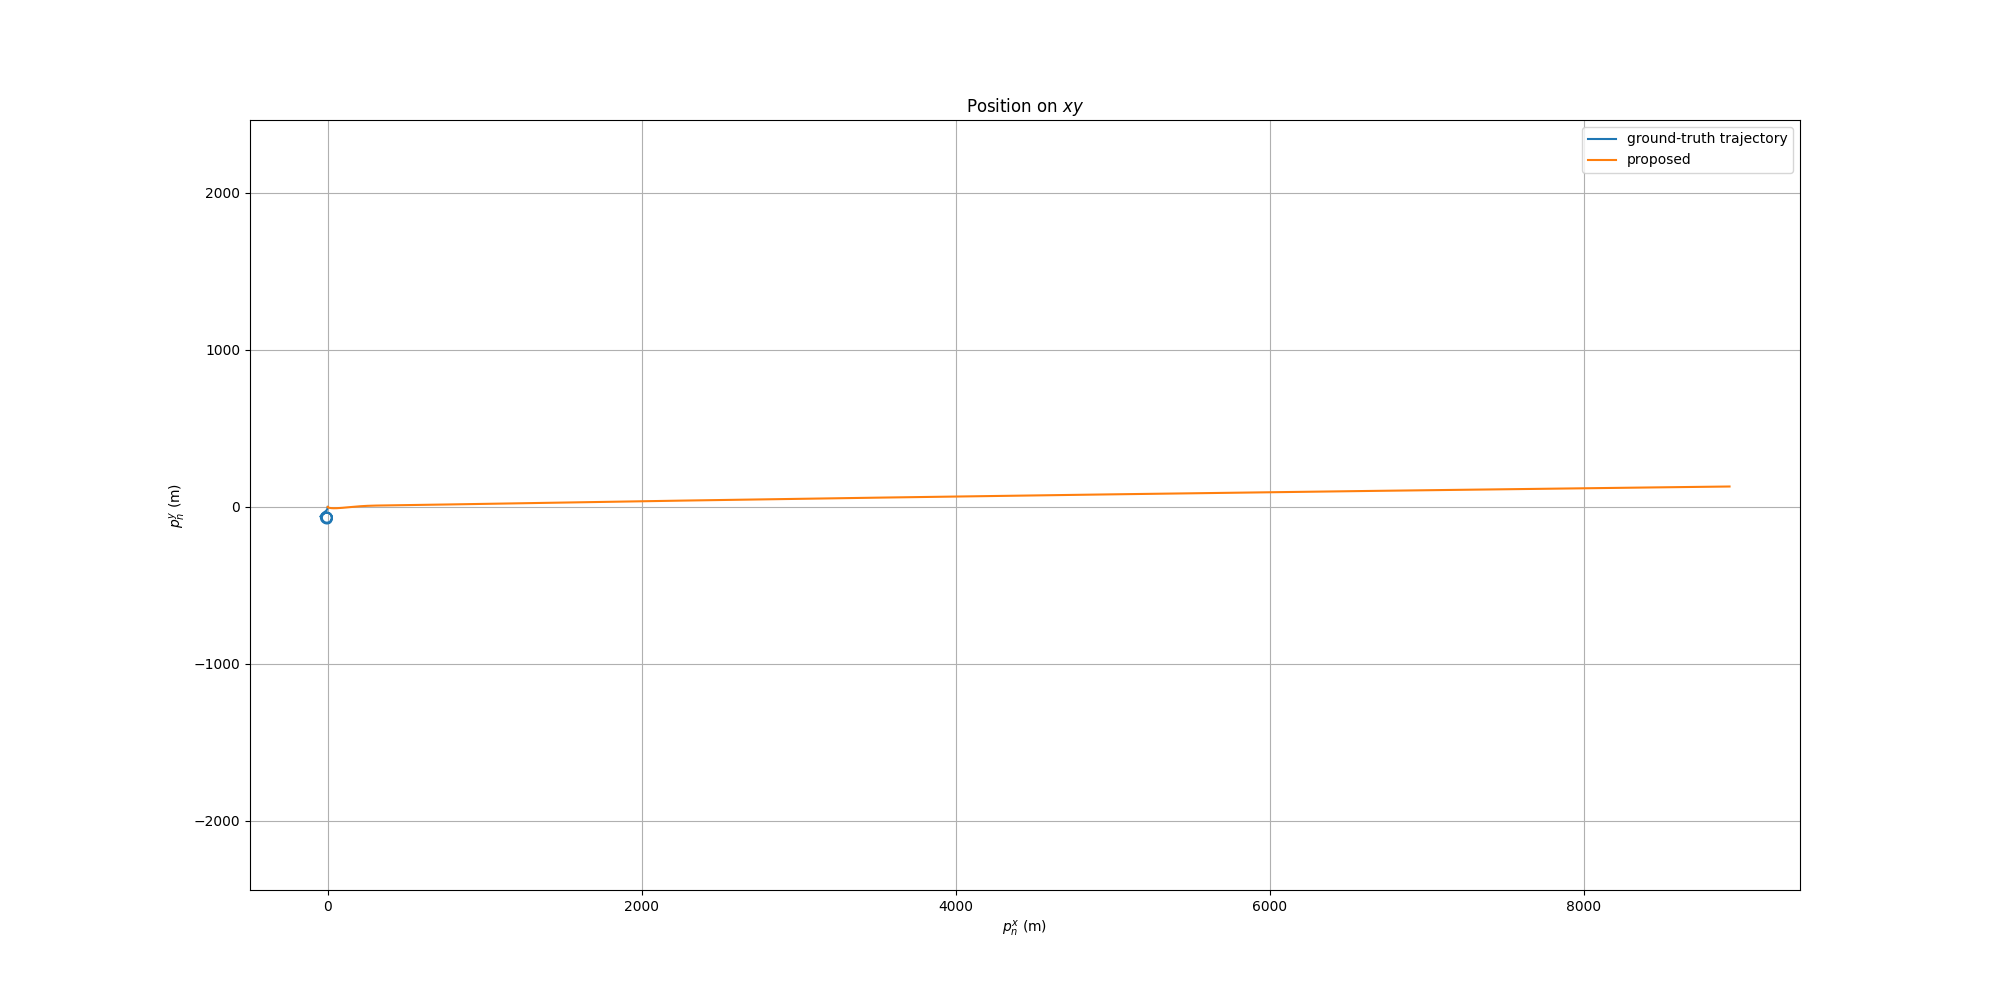 Position on xy
ground-truth trajectory
proposed
2000
1000
0
−1000
−2000
p_n^y (m)
0
2000
4000
6000
8000
p_n^x (m)